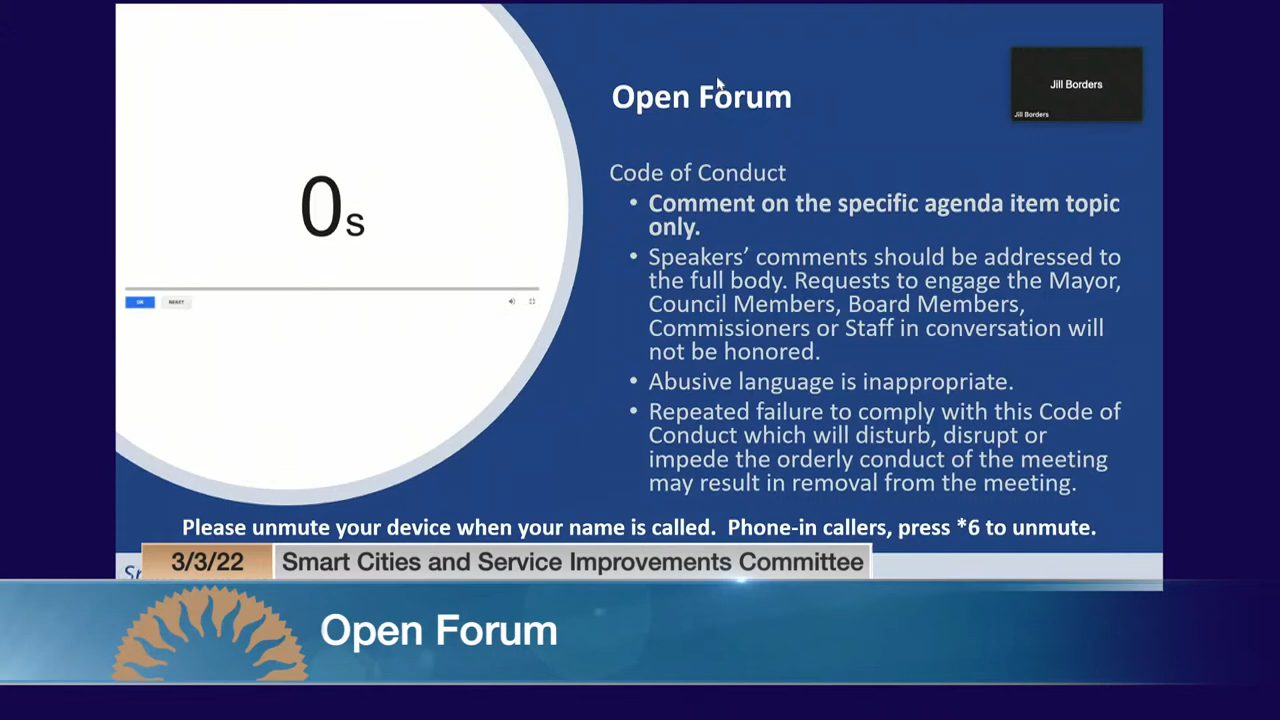 Open Forum
Jill Borders
Jill Borders
0s
OK
RESET
Code of Conduct
• Comment on the specific agenda item topic
only.
• Speakers’ comments should be addressed to
the full body. Requests to engage the Mayor,
Council Members, Board Members,
Commissioners or Staff in conversation will
not be honored.
• Abusive language is inappropriate.
• Repeated failure to comply with this Code of
Conduct which will disturb, disrupt or
impede the orderly conduct of the meeting
may result in removal from the meeting.
Please unmute your device when your name is called. Phone-in callers, press *6 to unmute.
3/3/22
Smart Cities and Service Improvements Committee
Open Forum